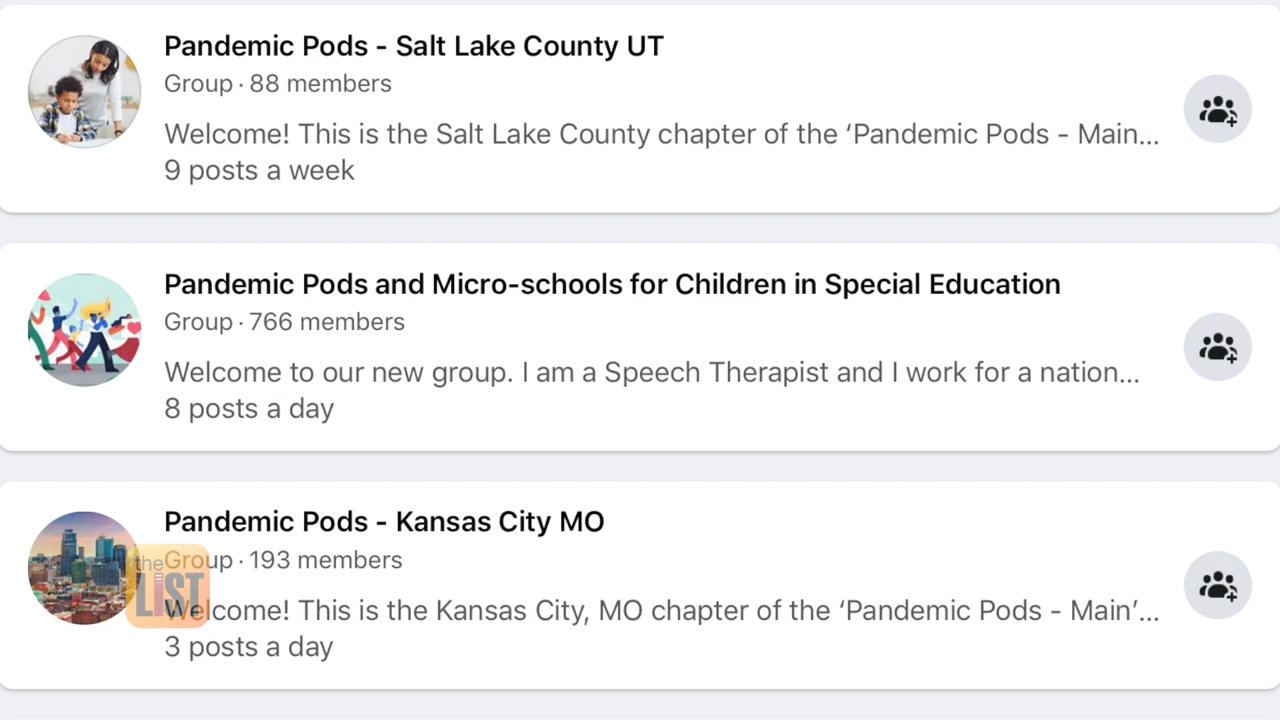 Pandemic Pods - Salt Lake County UT
Group · 88 members
Welcome! This is the Salt Lake County chapter of the ‘Pandemic Pods - Main...
9 posts a week
Pandemic Pods and Micro-schools for Children in Special Education
Group · 766 members
Welcome to our new group. I am a Speech Therapist and I work for a nation...
8 posts a day
Pandemic Pods - Kansas City MO
Group · 193 members
the
LIST
Welcome! This is the Kansas City, MO chapter of the ‘Pandemic Pods - Main’...
3 posts a day